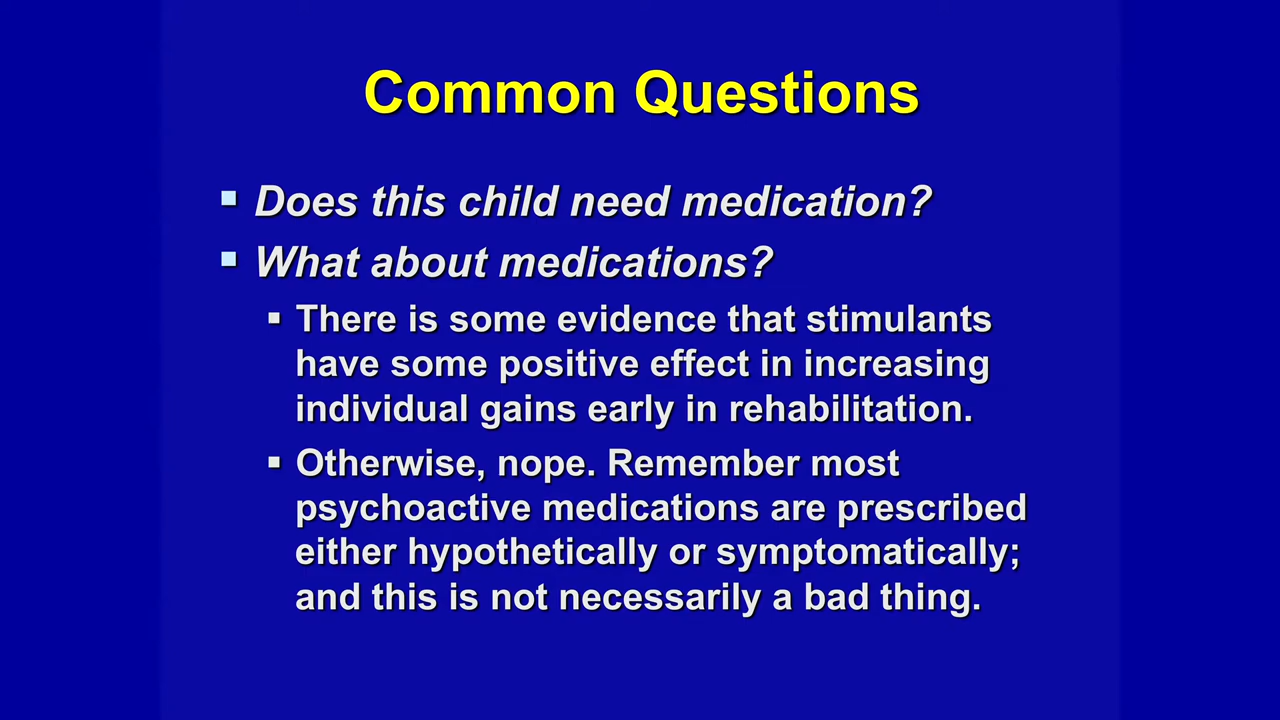 Common Questions
Does this child need medication?
What about medications?
There is some evidence that stimulants
have some positive effect in increasing
individual gains early in rehabilitation.
Otherwise, nope. Remember most
psychoactive medications are prescribed
either hypothetically or symptomatically;
and this is not necessarily a bad thing.